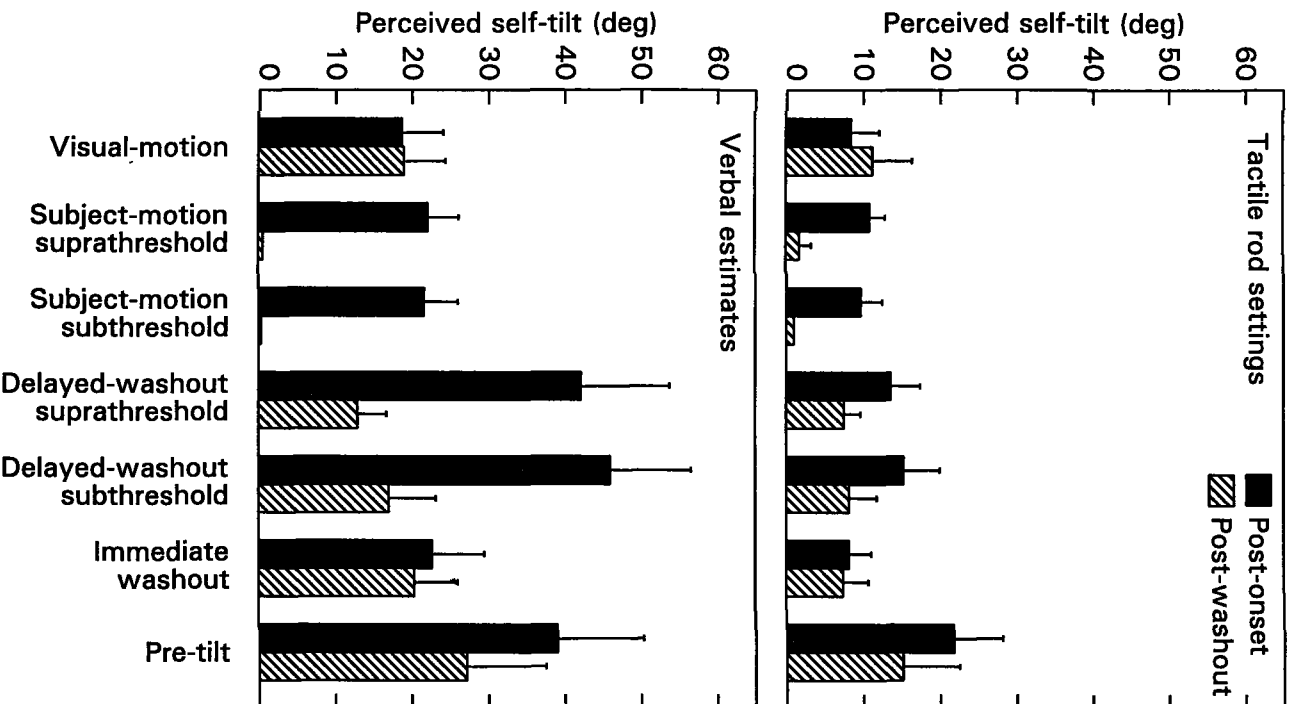 Perceived self-tilt (deg)
0 10 20 30 40 50 60
Verbal estimates
Perceived self-tilt (deg)
0 10 20 30 40 50 60
Tactile rod settings
Post-onset
Post-washout
Visual-motion
Subject-motion
suprathreshold
Subject-motion
subthreshold
Delayed-washout
suprathreshold
Delayed-washout
subthreshold
Immediate
washout
Pre-tilt